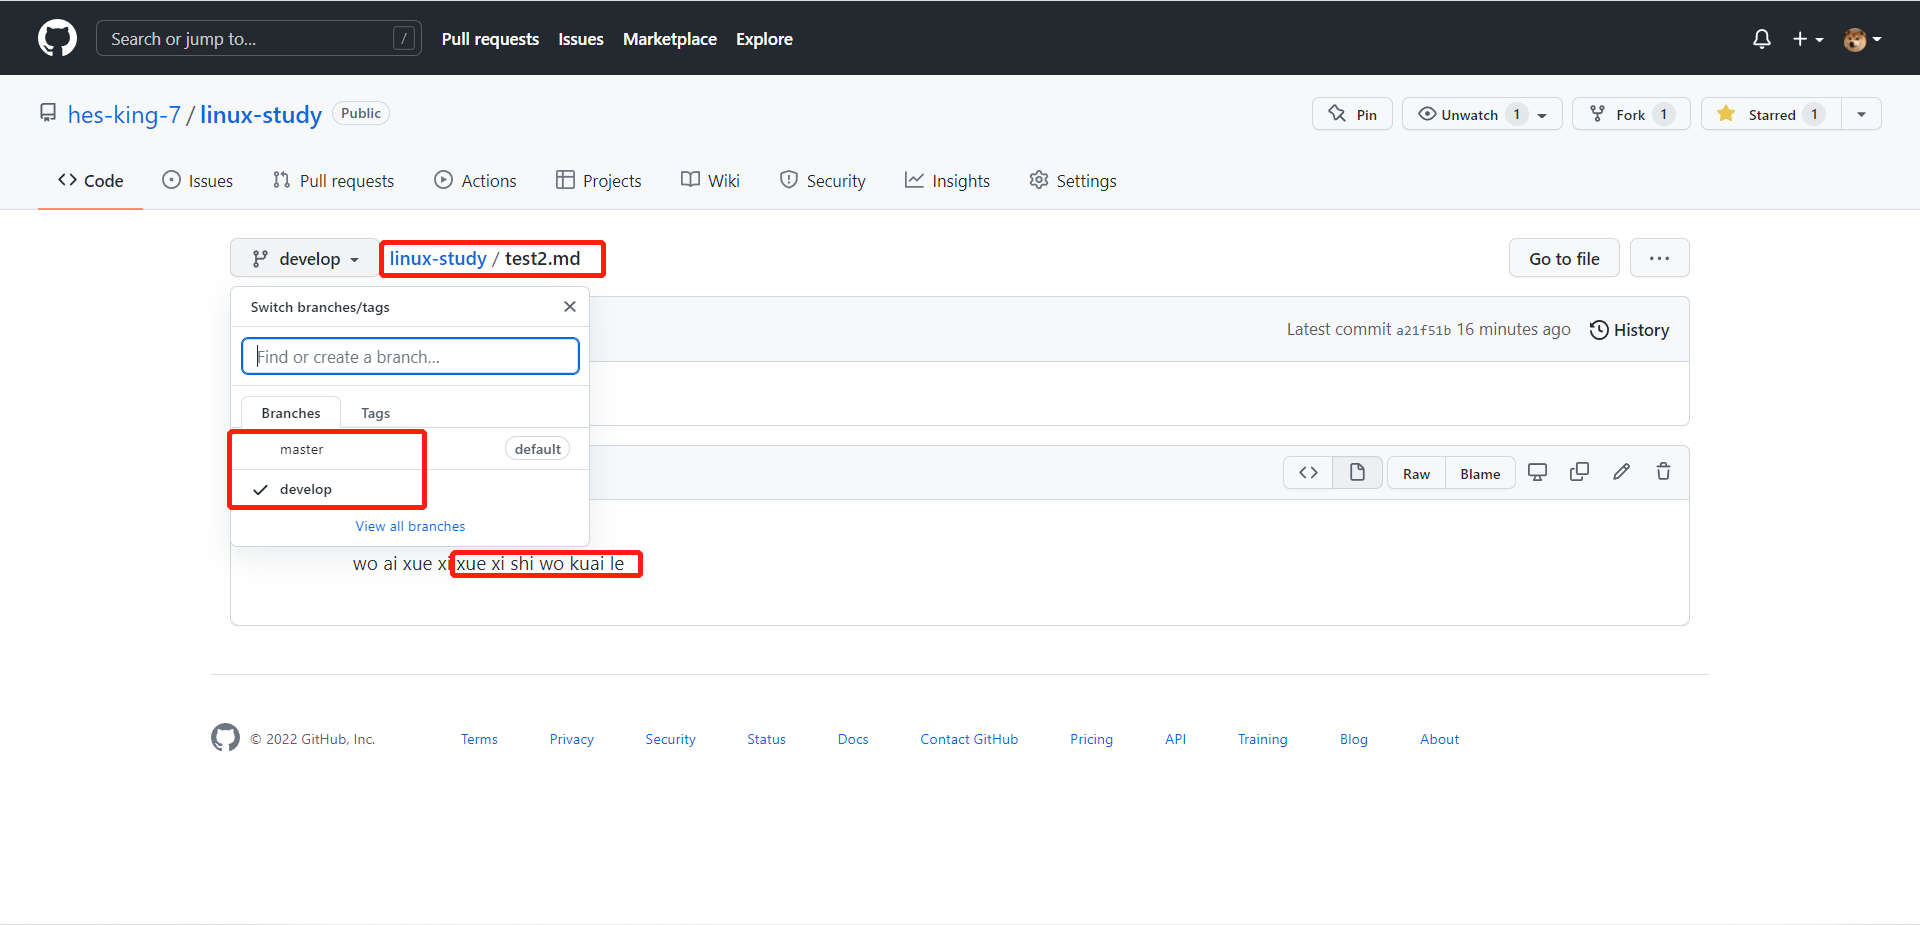 Search or jump to... /
Pull requests Issues Marketplace Explore
hes-king-7 / linux-study Public
Pin Unwatch 1 Fork 1 Starred 1
Code Issues Pull requests Actions Projects Wiki Security Insights Settings
develop linux-study / test2.md Go to file
Switch branches/tags
Find or create a branch...
Latest commit a21f51b 16 minutes ago History
Branches Tags
master default
develop
Raw Blame
View all branches
wo ai xue xi xue xi shi wo kuai le
© 2022 GitHub, Inc. Terms Privacy Security Status Docs Contact GitHub Pricing API Training Blog About